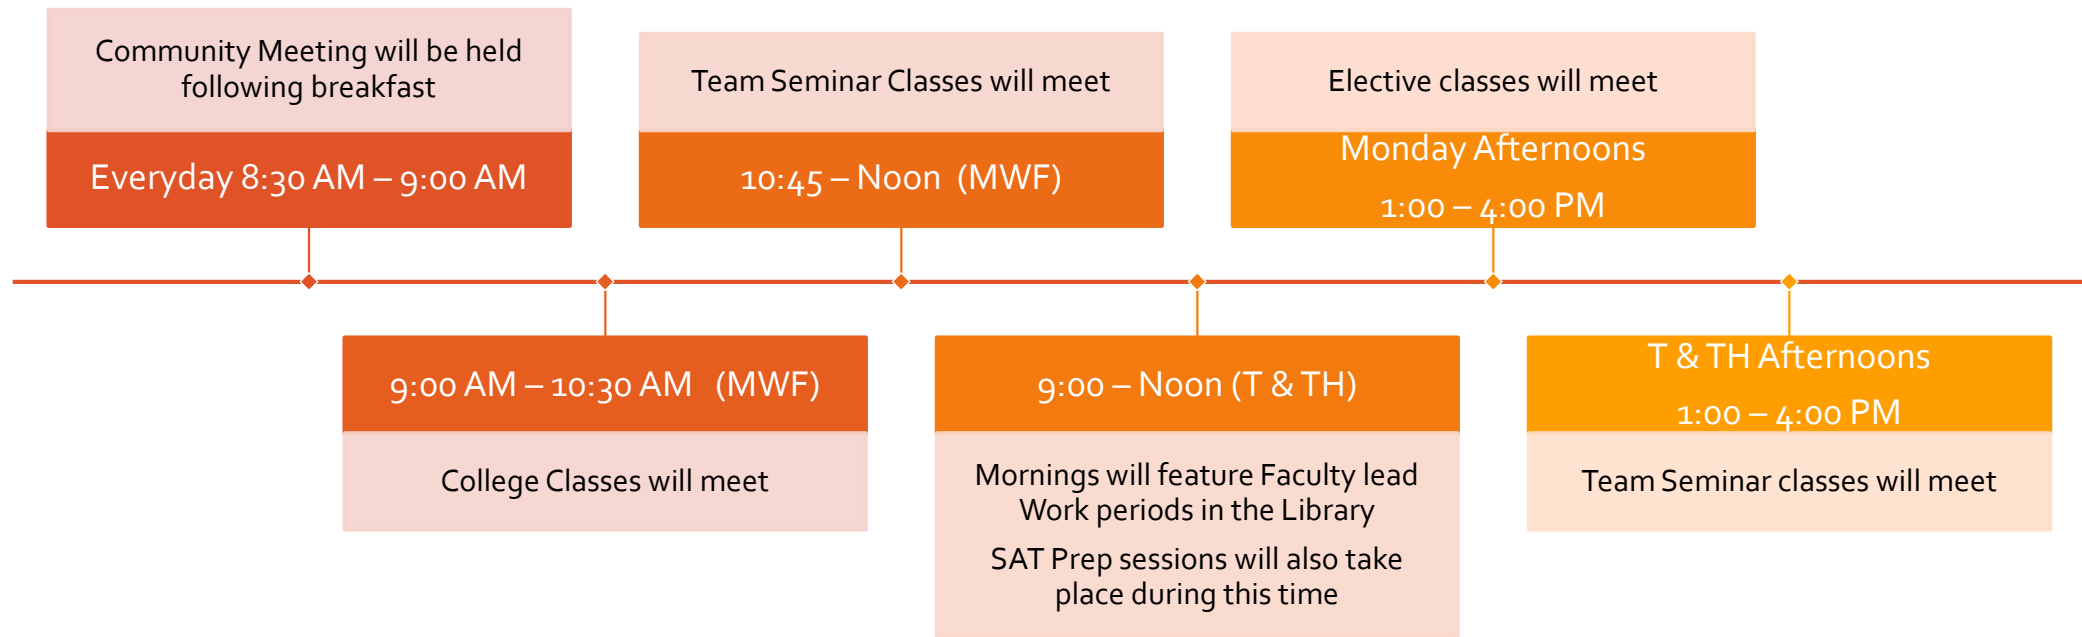 Community Meeting will be held
following breakfast
Everyday 8:30 AM – 9:00 AM
9:00 AM – 10:30 AM (MWF)
College Classes will meet
Team Seminar Classes will meet
10:45 – Noon (MWF)
9:00 – Noon (T & TH)
Mornings will feature Faculty lead
Work periods in the Library
SAT Prep sessions will also take
place during this time
Elective classes will meet
Monday Afternoons
1:00 – 4:00 PM
T & TH Afternoons
1:00 – 4:00 PM
Team Seminar classes will meet